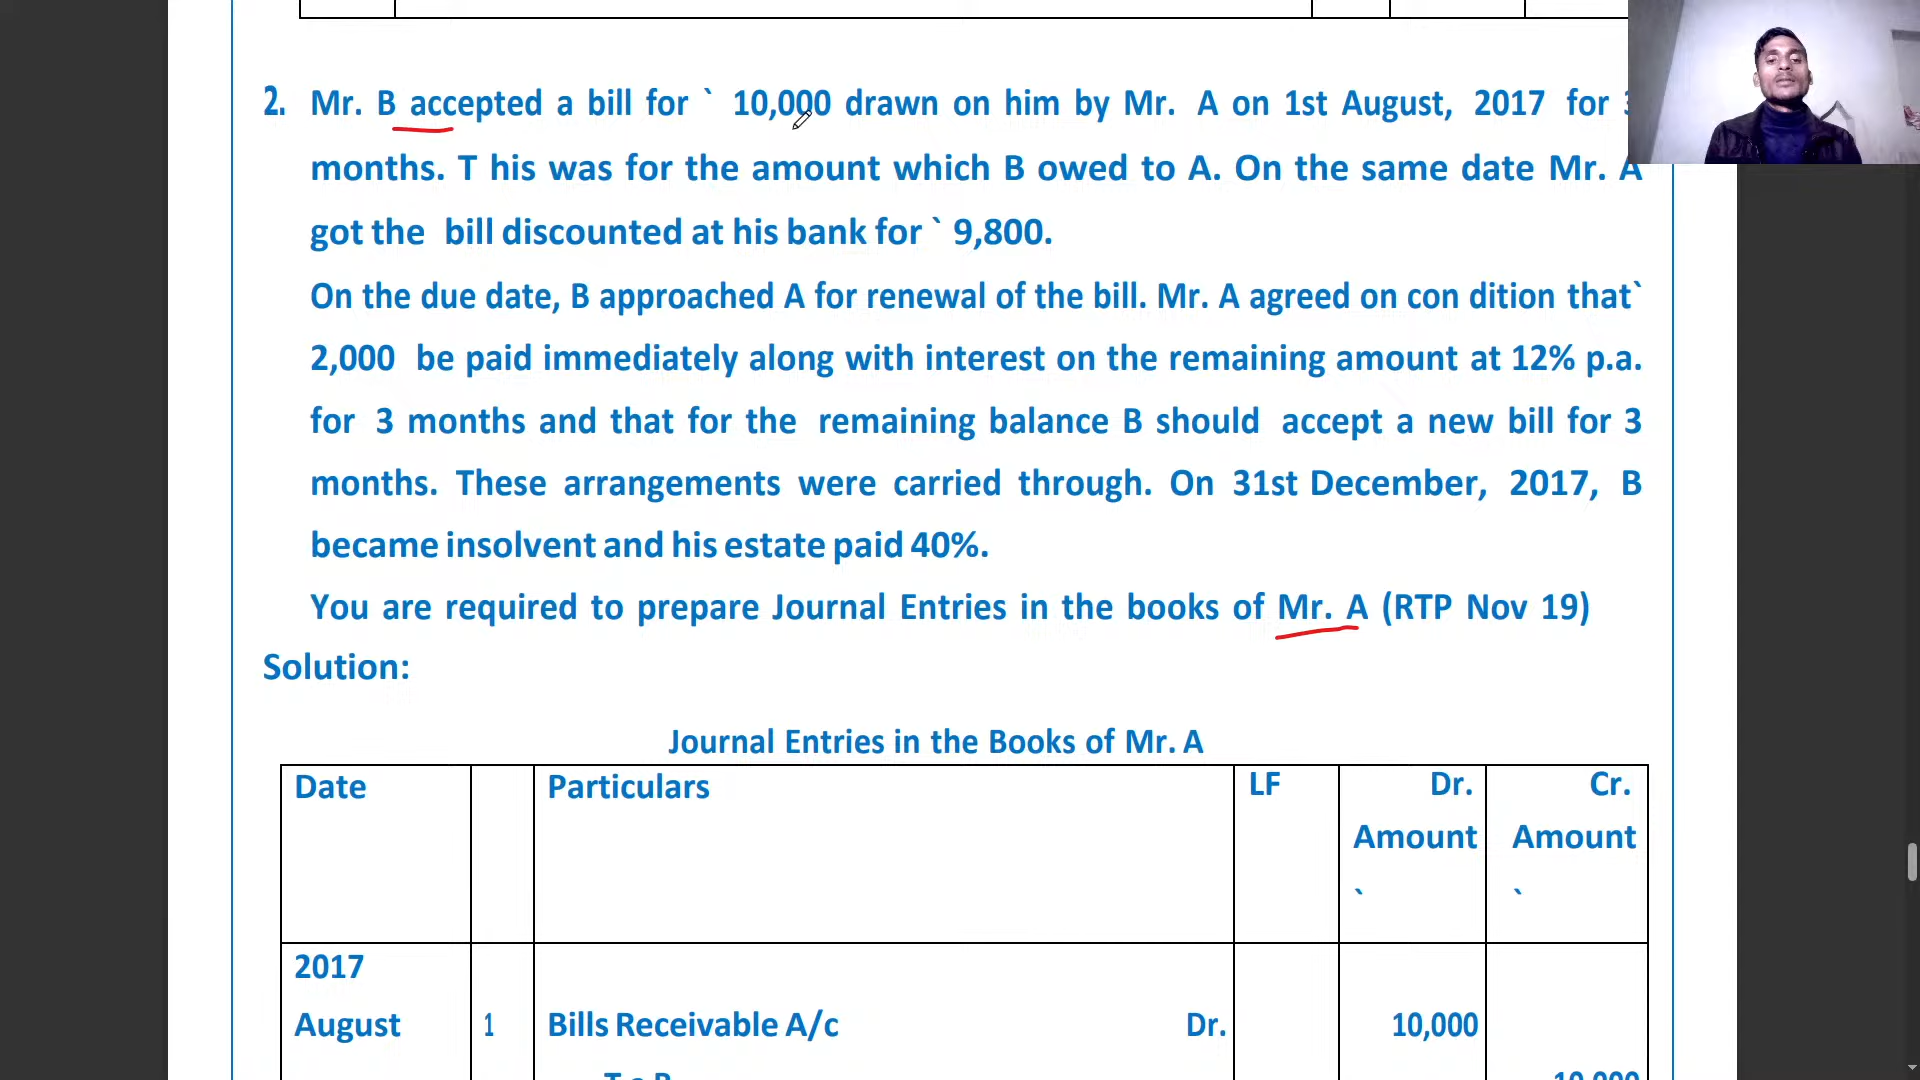 2. Mr. B accepted a bill for ` 10,000 drawn on him by Mr. A on 1st August, 2017 for
months. T his was for the amount which B owed to A. On the same date Mr. A
got the bill discounted at his bank for ` 9,800.
On the due date, B approached A for renewal of the bill. Mr. A agreed on con dition that`
2,000 be paid immediately along with interest on the remaining amount at 12% p.a.
for 3 months and that for the remaining balance B should accept a new bill for 3
months. These arrangements were carried through. On 31st December, 2017, B
became insolvent and his estate paid 40%.
You are required to prepare Journal Entries in the books of Mr. A (RTP Nov 19)
Solution:
Journal Entries in the Books of Mr. A
Date Particulars LF Dr. Cr.
Amount Amount
` `
2017
August 1 Bills Receivable A/c Dr. 10,000
T o B 10,000